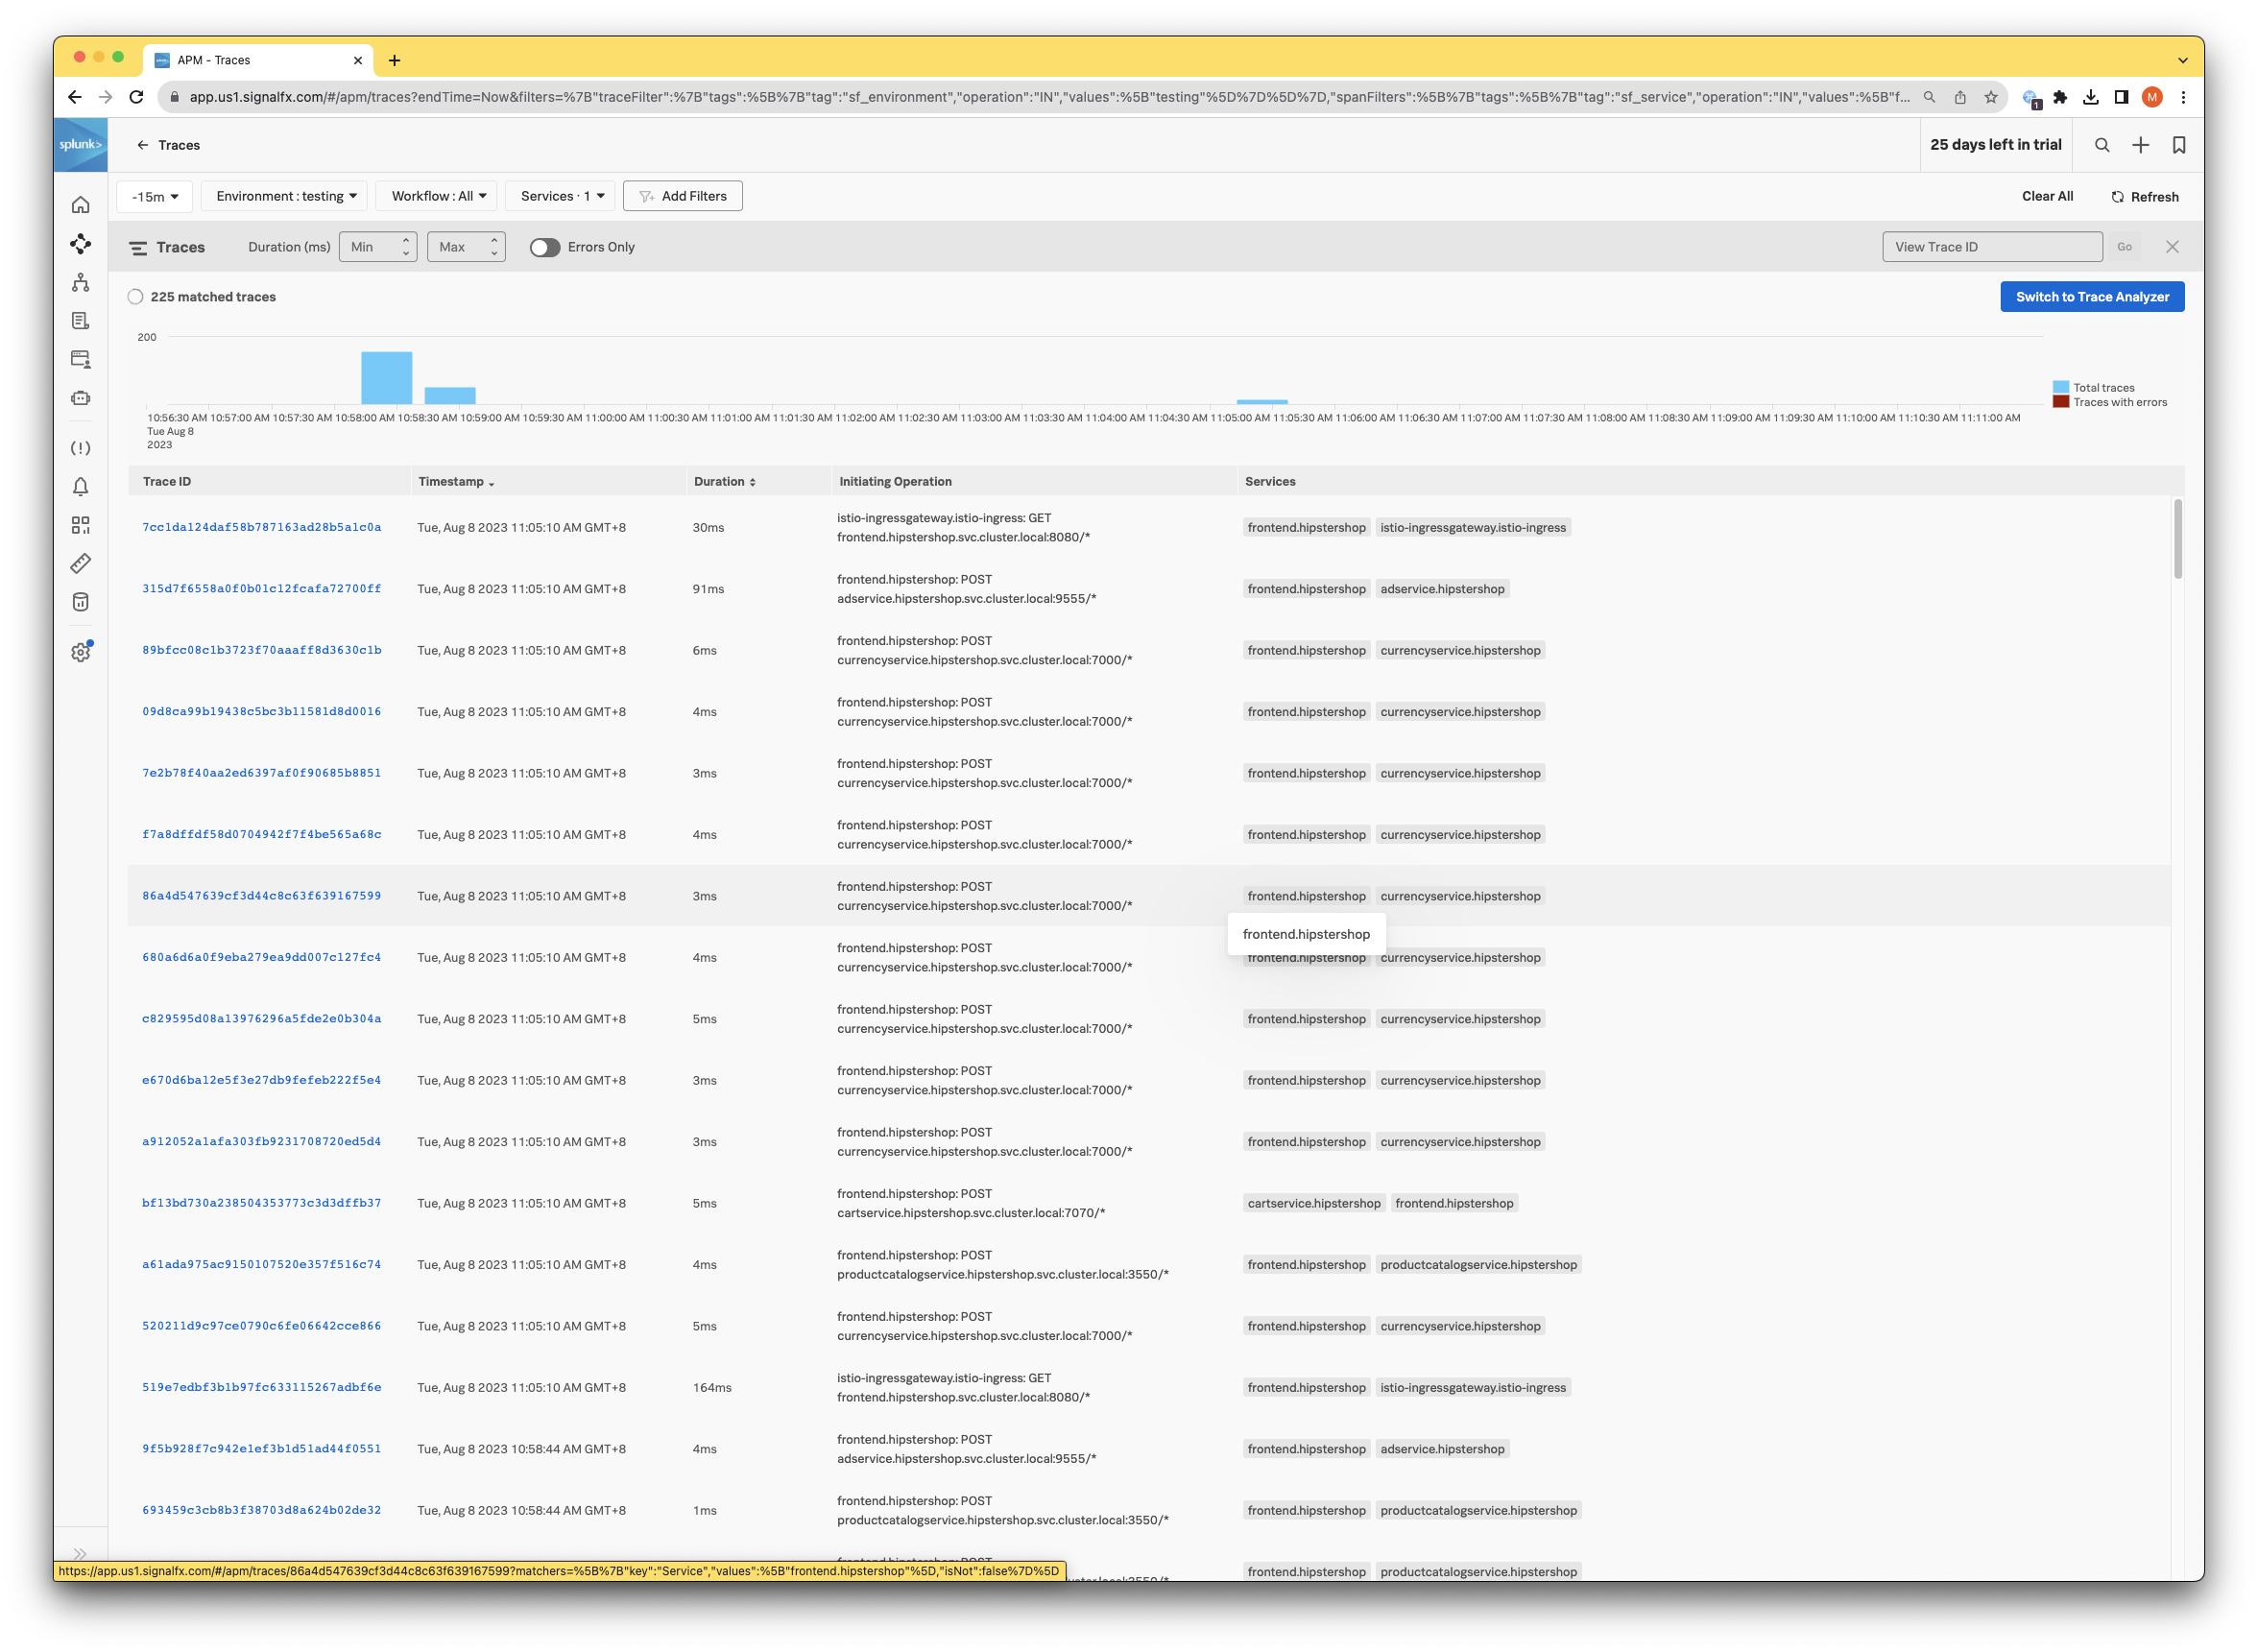 APM - Traces
app.us1.signalfx.com/#/apm/traces?endTime=Now&filters=%7B"traceFilter":%7B"tags":%5B%7B"tag":"sf_environment","operation":"IN","values":%5B"testing"%5D%7D%5D%7D,"spanFilters":%5B%7B"tags":%5B%7B"tag":"sf_service","operation":"IN","values":%5B"f...
1
M
splunk>
Traces
25 days left in trial
-15m
Environment : testing
Workflow : All
Services · 1
Add Filters
Clear All
Refresh
Traces
Duration (ms)
Min
Max
Errors Only
View Trace ID
Go
225 matched traces
Switch to Trace Analyzer
200
Total traces
Traces with errors
10:56:30 AM 10:57:00 AM 10:57:30 AM 10:58:00 AM 10:58:30 AM 10:59:00 AM 10:59:30 AM 11:00:00 AM 11:00:30 AM 11:01:00 AM 11:01:30 AM 11:02:00 AM 11:02:30 AM 11:03:00 AM 11:03:30 AM 11:04:00 AM 11:04:30 AM 11:05:00 AM 11:05:30 AM 11:06:00 AM 11:06:30 AM 11:07:00 AM 11:07:30 AM 11:08:00 AM 11:08:30 AM 11:09:00 AM 11:09:30 AM 11:10:00 AM 11:10:30 AM 11:11:00 AM
Tue Aug 8
2023
Trace ID Timestamp Duration Initiating Operation Services
7cc1da124daf58b787163ad28b5a1c0a Tue, Aug 8 2023 11:05:10 AM GMT+8 30ms istio-ingressgateway.istio-ingress: GET
frontend.hipstershop.svc.cluster.local:8080/* frontend.hipstershop istio-ingressgateway.istio-ingress
315d7f6558a0f0b01c12fcafa72700ff Tue, Aug 8 2023 11:05:10 AM GMT+8 91ms frontend.hipstershop: POST
adservice.hipstershop.svc.cluster.local:9555/* frontend.hipstershop adservice.hipstershop
89bfcc08c1b3723f70aaaff8d3630c1b Tue, Aug 8 2023 11:05:10 AM GMT+8 6ms frontend.hipstershop: POST
currencyservice.hipstershop.svc.cluster.local:7000/* frontend.hipstershop currencyservice.hipstershop
09d8ca99b19438c5bc3b11581d8d0016 Tue, Aug 8 2023 11:05:10 AM GMT+8 4ms frontend.hipstershop: POST
currencyservice.hipstershop.svc.cluster.local:7000/* frontend.hipstershop currencyservice.hipstershop
7e2b78f40aa2ed6397af0f90685b8851 Tue, Aug 8 2023 11:05:10 AM GMT+8 3ms frontend.hipstershop: POST
currencyservice.hipstershop.svc.cluster.local:7000/* frontend.hipstershop currencyservice.hipstershop
f7a8dffdf58d0704942f7f4be565a68c Tue, Aug 8 2023 11:05:10 AM GMT+8 4ms frontend.hipstershop: POST
currencyservice.hipstershop.svc.cluster.local:7000/* frontend.hipstershop currencyservice.hipstershop
86a4d547639cf3d44c8c63f639167599 Tue, Aug 8 2023 11:05:10 AM GMT+8 3ms frontend.hipstershop: POST
currencyservice.hipstershop.svc.cluster.local:7000/* frontend.hipstershop currencyservice.hipstershop
frontend.hipstershop
680a6d6a0f9eba279ea9dd007c127fc4 Tue, Aug 8 2023 11:05:10 AM GMT+8 4ms frontend.hipstershop: POST
currencyservice.hipstershop.svc.cluster.local:7000/* frontend.hipstershop currencyservice.hipstershop
c829595d08a13976296a5fde2e0b304a Tue, Aug 8 2023 11:05:10 AM GMT+8 5ms frontend.hipstershop: POST
currencyservice.hipstershop.svc.cluster.local:7000/* frontend.hipstershop currencyservice.hipstershop
e670d6ba12e5f3e27db9fefeb222f5e4 Tue, Aug 8 2023 11:05:10 AM GMT+8 3ms frontend.hipstershop: POST
currencyservice.hipstershop.svc.cluster.local:7000/* frontend.hipstershop currencyservice.hipstershop
a912052a1afa303fb9231708720ed5d4 Tue, Aug 8 2023 11:05:10 AM GMT+8 3ms frontend.hipstershop: POST
currencyservice.hipstershop.svc.cluster.local:7000/* frontend.hipstershop currencyservice.hipstershop
bf13bd730a238504353773c3d3dffb37 Tue, Aug 8 2023 11:05:10 AM GMT+8 5ms frontend.hipstershop: POST
cartservice.hipstershop.svc.cluster.local:7070/* cartservice.hipstershop frontend.hipstershop
a61ada975ac9150107520e357f516c74 Tue, Aug 8 2023 11:05:10 AM GMT+8 4ms frontend.hipstershop: POST
productcatalogservice.hipstershop.svc.cluster.local:3550/* frontend.hipstershop productcatalogservice.hipstershop
520211d9c97ce0790c6fe06642cce866 Tue, Aug 8 2023 11:05:10 AM GMT+8 5ms frontend.hipstershop: POST
currencyservice.hipstershop.svc.cluster.local:7000/* frontend.hipstershop currencyservice.hipstershop
519e7edbf3b1b97fc633115267adbf6e Tue, Aug 8 2023 11:05:10 AM GMT+8 164ms istio-ingressgateway.istio-ingress: GET
frontend.hipstershop.svc.cluster.local:8080/* frontend.hipstershop istio-ingressgateway.istio-ingress
9f5b928f7c942e1ef3b1d51ad44f0551 Tue, Aug 8 2023 10:58:44 AM GMT+8 4ms frontend.hipstershop: POST
adservice.hipstershop.svc.cluster.local:9555/* frontend.hipstershop adservice.hipstershop
693459c3cb8b3f38703d8a624b02de32 Tue, Aug 8 2023 10:58:44 AM GMT+8 1ms frontend.hipstershop: POST
productcatalogservice.hipstershop.svc.cluster.local:3550/* frontend.hipstershop productcatalogservice.hipstershop
frontend.hipstershop productcatalogservice.hipstershop
https://app.us1.signalfx.com/#/apm/traces/86a4d547639cf3d44c8c63f639167599?matchers=%5B%7B"key":"Service","values":%5B"frontend.hipstershop"%5D,"isNot":false%7D%5D